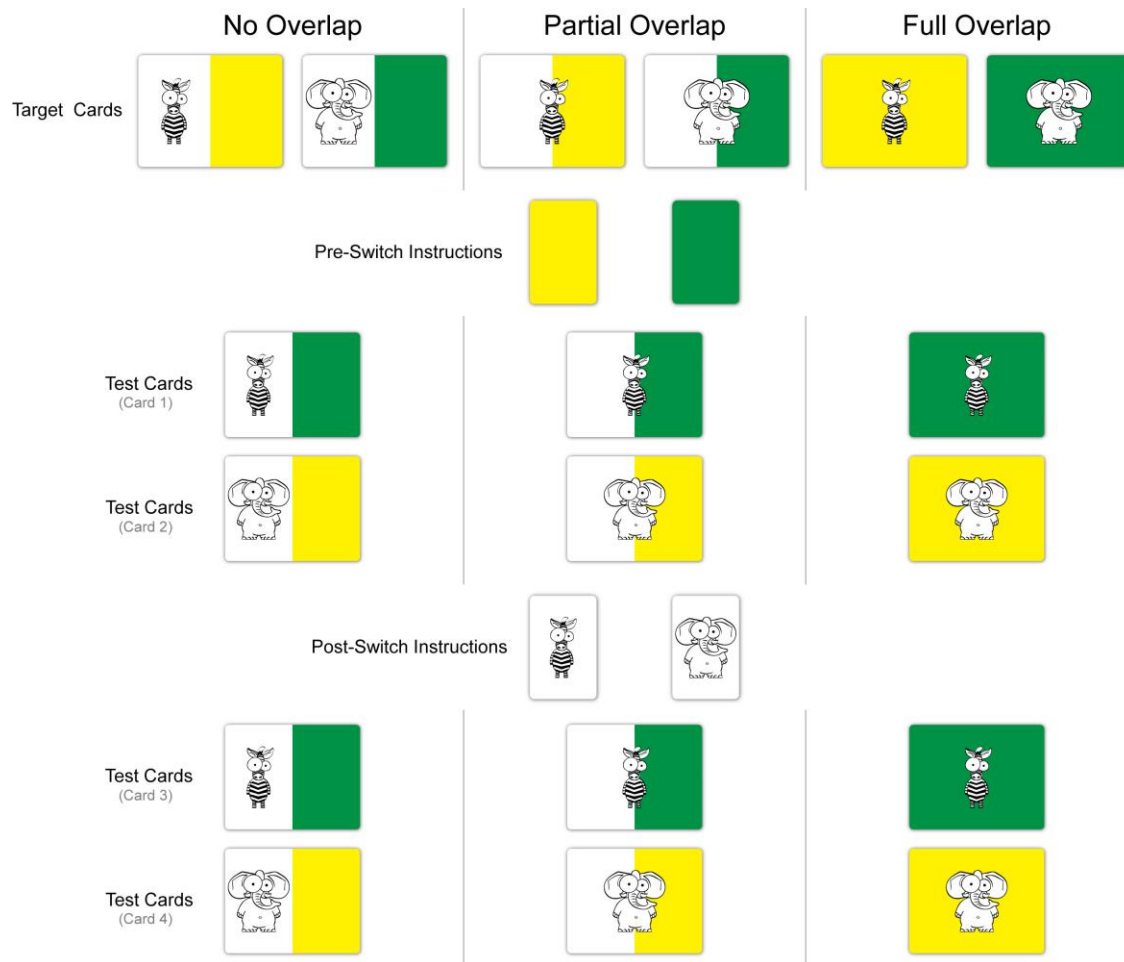 No Overlap
Partial Overlap
Full Overlap
Target Cards
Pre-Switch Instructions
Test Cards
(Card 1)
Test Cards
(Card 2)
Post-Switch Instructions
Test Cards
(Card 3)
Test Cards
(Card 4)